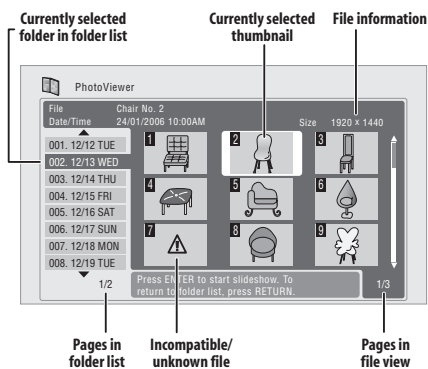 Currently selected
folder in folder list
Currently selected
thumbnail
File information
PhotoViewer
File Chair No. 2
Date/Time 24/01/2006 10:00AM
Size 1920 x 1440
001. 12/12 TUE
002. 12/13 WED
003. 12/14 THU
004. 12/15 FRI
005. 12/16 SAT
006. 12/17 SUN
007. 12/18 MON
008. 12/19 TUE
1/2
1
2
3
4
5
6
7
8
9
Press ENTER to start slideshow. To
return to folder list, press RETURN.
1/3
Pages in
folder list
Incompatible/
unknown file
Pages in
file view